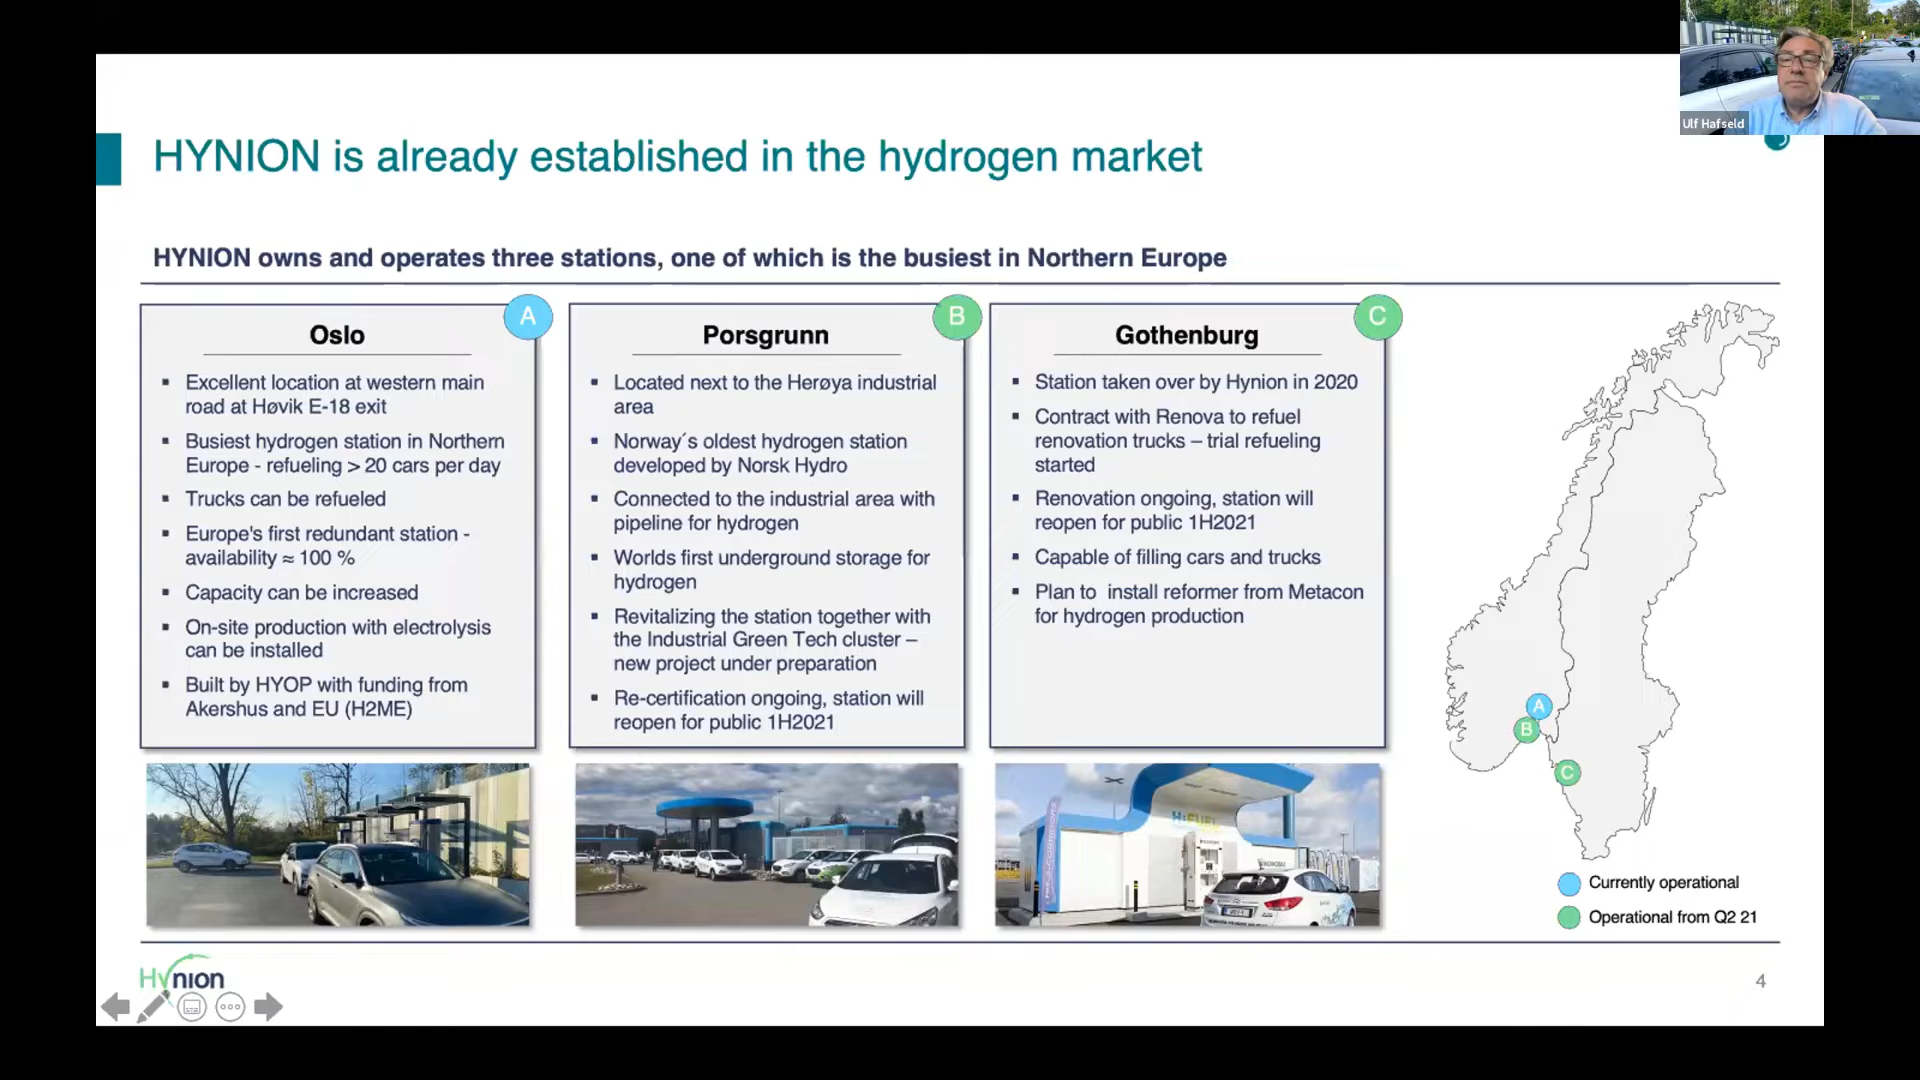 Ulf Hafseld
HYNION is already established in the hydrogen market
HYNION owns and operates three stations, one of which is the busiest in Northern Europe
A
Oslo
▪ Excellent location at western main
road at Høvik E-18 exit
▪ Busiest hydrogen station in Northern
Europe - refueling > 20 cars per day
▪ Trucks can be refueled
▪ Europe's first redundant station -
availability ≈ 100 %
▪ Capacity can be increased
▪ On-site production with electrolysis
can be installed
▪ Built by HYOP with funding from
Akershus and EU (H2ME)
B
Porsgrunn
▪ Located next to the Herøya industrial
area
▪ Norway´s oldest hydrogen station
developed by Norsk Hydro
▪ Connected to the industrial area with
pipeline for hydrogen
▪ Worlds first underground storage for
hydrogen
▪ Revitalizing the station together with
the Industrial Green Tech cluster –
new project under preparation
▪ Re-certification ongoing, station will
reopen for public 1H2021
C
Gothenburg
▪ Station taken over by Hynion in 2020
▪ Contract with Renova to refuel
renovation trucks – trial refueling
started
▪ Renovation ongoing, station will
reopen for public 1H2021
▪ Capable of filling cars and trucks
▪ Plan to  install reformer from Metacon
for hydrogen production
A
B
C
Currently operational
Operational from Q2 21
Hynion
4